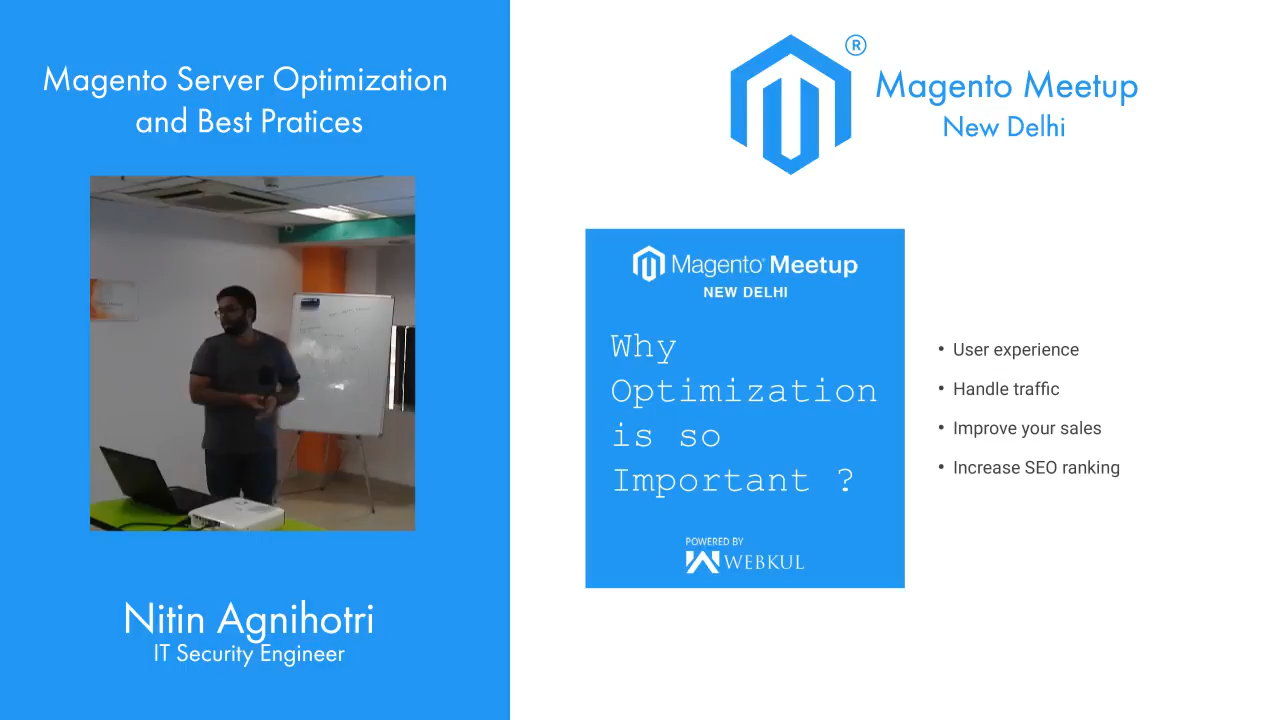 Magento Server Optimization
and Best Pratices
Nitin Agnihotri
IT Security Engineer
®
Magento Meetup
New Delhi
Magento® Meetup
NEW DELHI
Why
Optimization
is so
Important ?
POWERED BY
WEBKUL
• User experience
• Handle traffic
• Improve your sales
• Increase SEO ranking